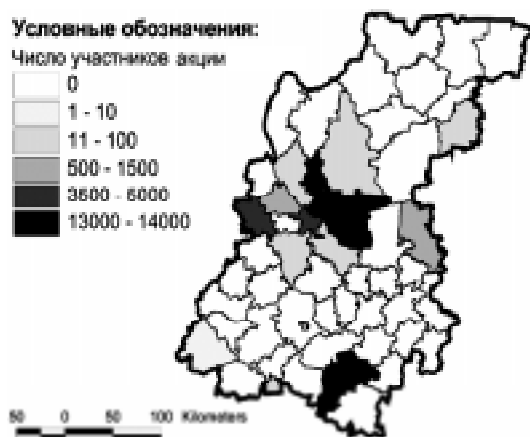 Условные обозначения:
Число участников акции
0
1 - 10
11 - 100
500 - 1500
3500 - 6000
13000 - 14000
50 0 50 100 Kilometers